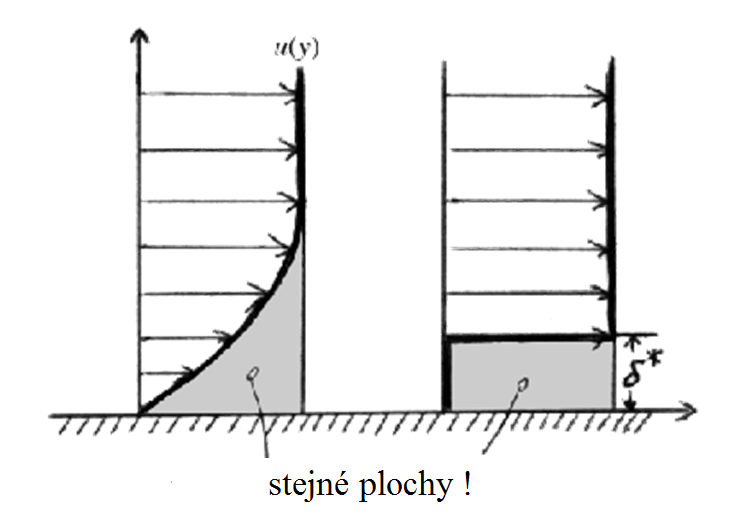 u(y)
δ*
stejné plochy !